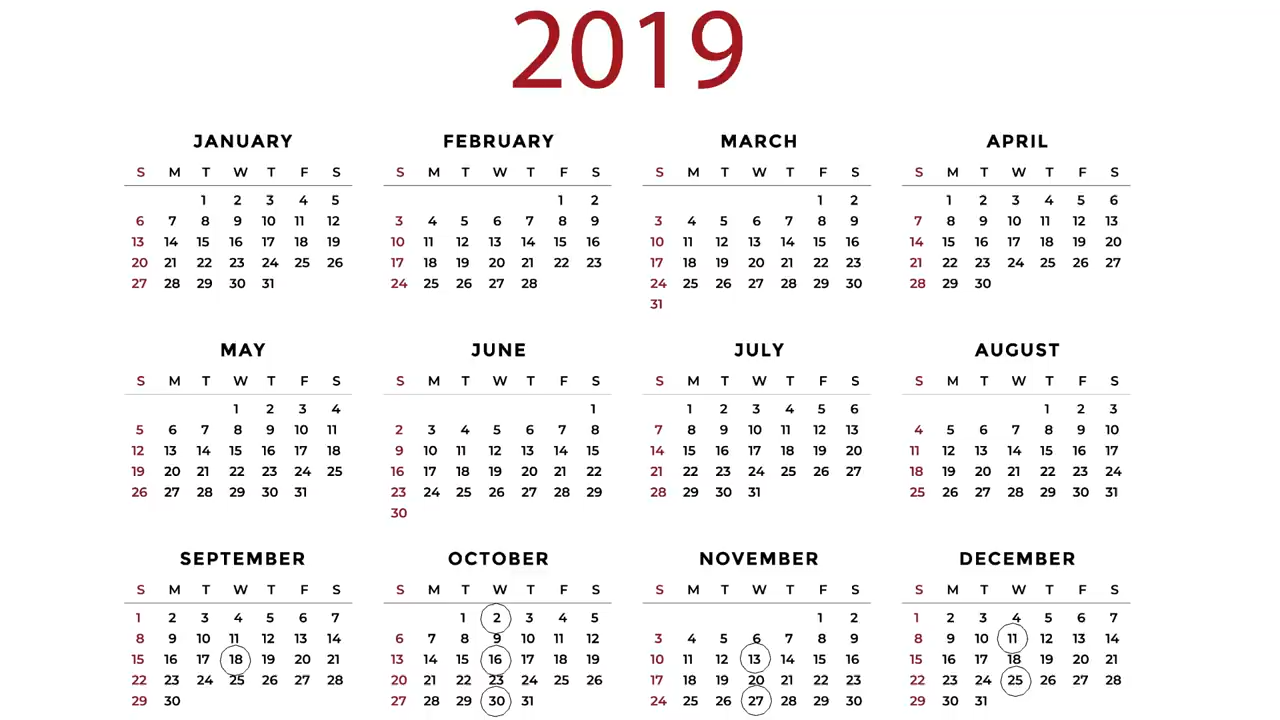 2019
JANUARY FEBRUARY MARCH APRIL
S M T W T F S S M T W T F S S M T W T F S S M T W T F S
1 2 3 4 5 1 2 1 2 1 2 3 4 5 6
6 7 8 9 10 11 12 3 4 5 6 7 8 9 3 4 5 6 7 8 9 7 8 9 10 11 12 13
13 14 15 16 17 18 19 10 11 12 13 14 15 16 10 11 12 13 14 15 16 14 15 16 17 18 19 20
20 21 22 23 24 25 26 17 18 19 20 21 22 23 17 18 19 20 21 22 23 21 22 23 24 25 26 27
27 28 29 30 31 24 25 26 27 28 24 25 26 27 28 29 30 28 29 30
31
MAY JUNE JULY AUGUST
S M T W T F S S M T W T F S S M T W T F S S M T W T F S
1 2 3 4 1 1 2 3 4 5 6 1 2 3
5 6 7 8 9 10 11 2 3 4 5 6 7 8 7 8 9 10 11 12 13 4 5 6 7 8 9 10
12 13 14 15 16 17 18 9 10 11 12 13 14 15 14 15 16 17 18 19 20 11 12 13 14 15 16 17
19 20 21 22 23 24 25 16 17 18 19 20 21 22 21 22 23 24 25 26 27 18 19 20 21 22 23 24
26 27 28 29 30 31 23 24 25 26 27 28 29 28 29 30 31 25 26 27 28 29 30 31
30
SEPTEMBER OCTOBER NOVEMBER DECEMBER
S M T W T F S S M T W T F S S M T W T F S S M T W T F S
1 2 3 4 5 6 7 1 2 3 4 5 1 2 1 2 3 4 5 6 7
8 9 10 11 12 13 14 6 7 8 9 10 11 12 3 4 5 6 7 8 9 8 9 10 11 12 13 14
15 16 17 18 19 20 21 13 14 15 16 17 18 19 10 11 12 13 14 15 16 15 16 17 18 19 20 21
22 23 24 25 26 27 28 20 21 22 23 24 25 26 17 18 19 20 21 22 23 22 23 24 25 26 27 28
29 30 27 28 29 30 31 24 25 26 27 28 29 30 29 30 31